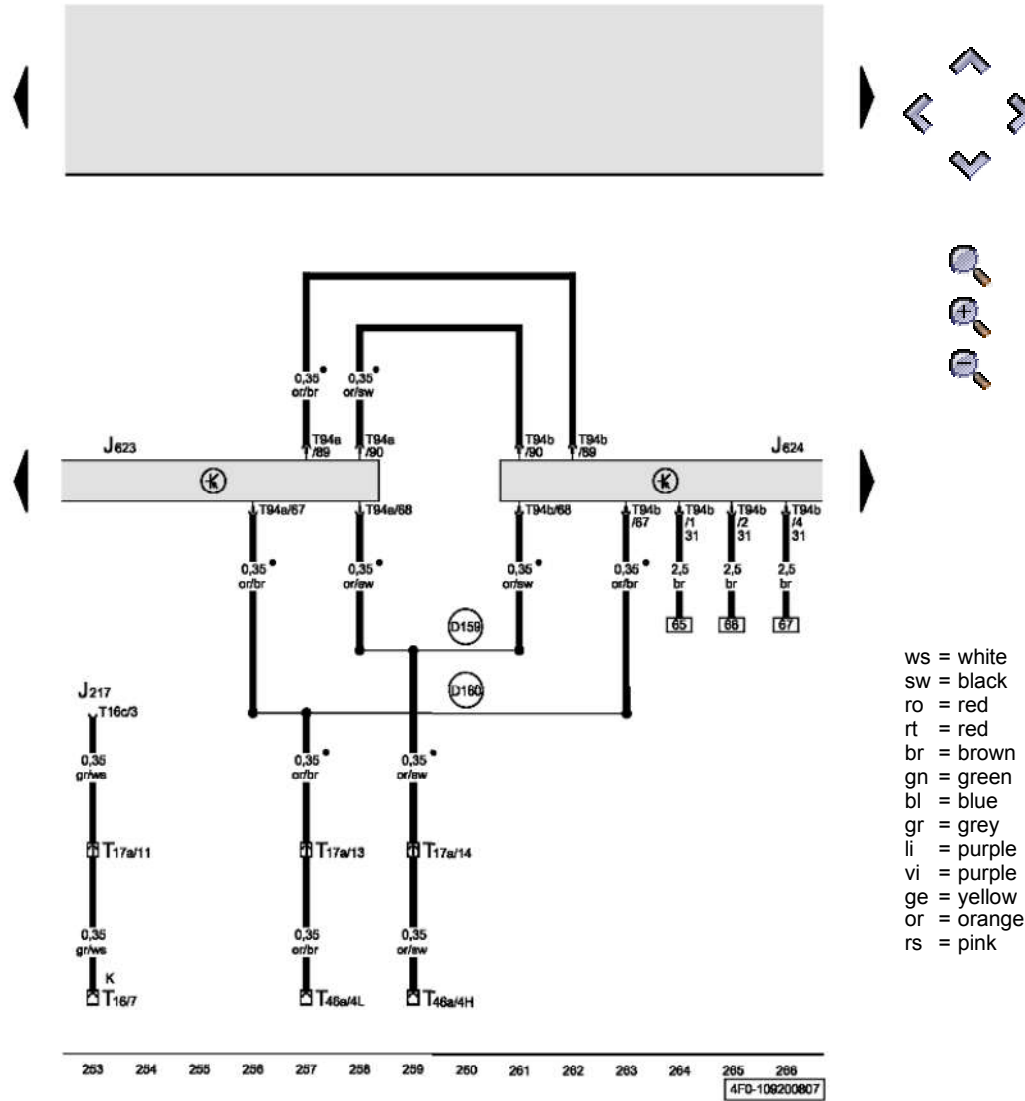 0,35 or/br
0,35 or/sw
J623
T94a /89
T94a /90
T94b /90
T94b /89
J624
T94a/67
T94a/68
T94b/68
T94b /67
T94b /1 31
T94b /2 31
T94b /4 31
0,35 or/br
0,35 or/sw
0,35 or/sw
0,35 or/br
2,5 br
2,5 br
2,5 br
65
66
67
D159
D160
J217
T16c/3
0,35 gr/ws
0,35 or/br
0,35 or/sw
T17a/11
T17a/13
T17a/14
0,35 gr/ws
0,35 or/br
0,35 or/sw
K
T16/7
T46a/4L
T46a/4H
253 254 255 256 257 258 259 260 261 262 263 264 265 266
4F0-109200807
ws = white
sw = black
ro = red
rt = red
br = brown
gn = green
bl = blue
gr = grey
li = purple
vi = purple
ge = yellow
or = orange
rs = pink